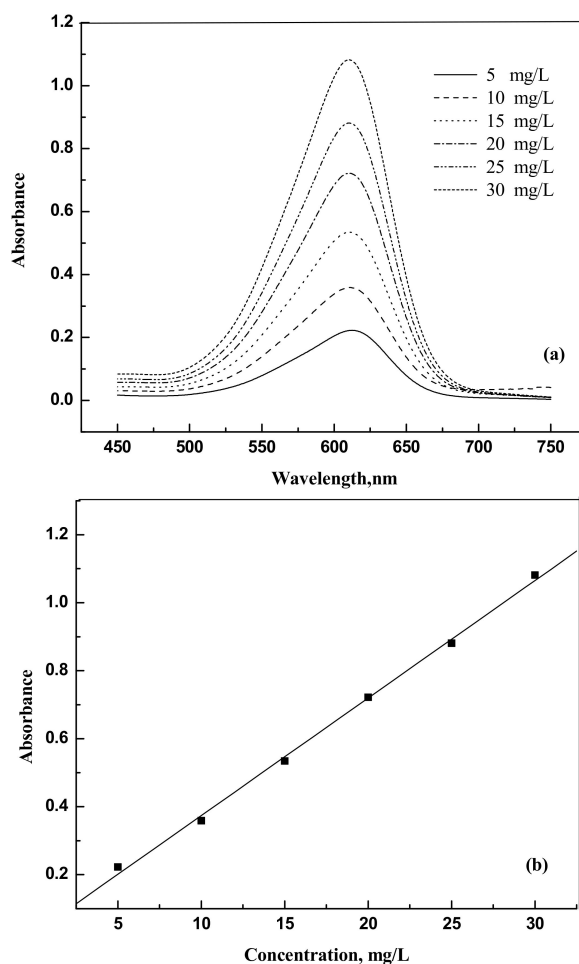 1.2
1.0
0.8
0.6
0.4
0.2
0.0
Absorbance
5 mg/L
10 mg/L
15 mg/L
20 mg/L
25 mg/L
30 mg/L
(a)
450 500 550 600 650 700 750
Wavelength,nm
1.2
1.0
0.8
0.6
0.4
0.2
Absorbance
(b)
5 10 15 20 25 30
Concentration, mg/L